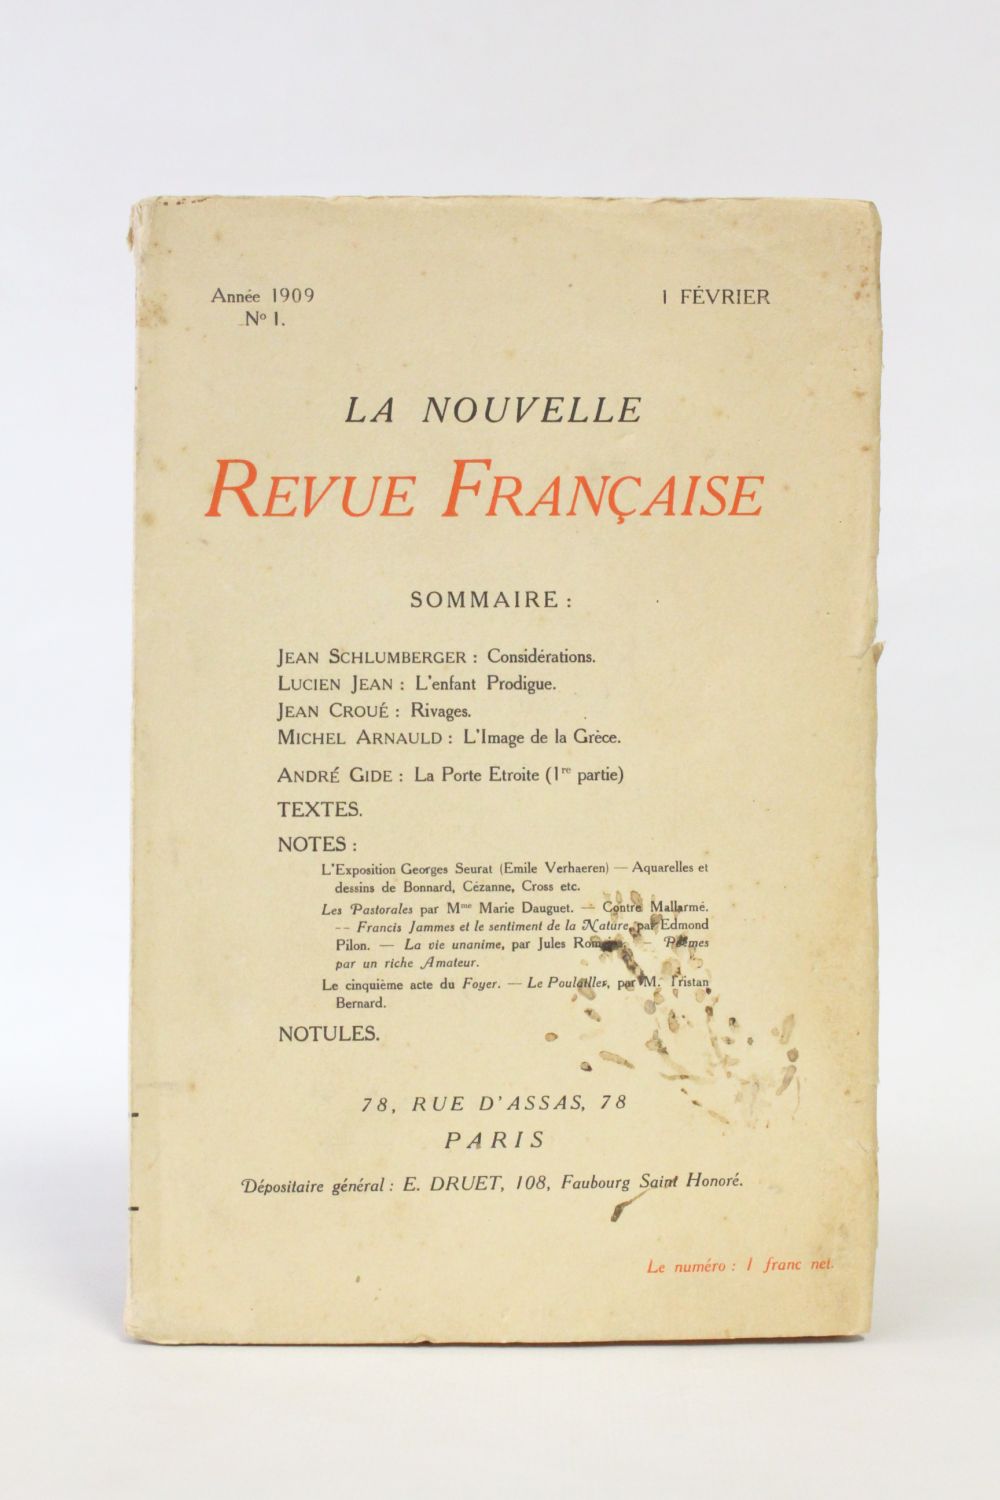 Année 1909
Nº 1.
1 FÉVRIER
LA NOUVELLE
REVUE FRANÇAISE
SOMMAIRE :
JEAN SCHLUMBERGER : Considérations.
LUCIEN JEAN : L'enfant Prodigue.
JEAN CROUÉ : Rivages.
MICHEL ARNAULD : L'Image de la Grèce.
ANDRÉ GIDE : La Porte Etroite (1re partie)
TEXTES.
NOTES :
L'Exposition Georges Seurat (Emile Verhaeren) — Aquarelles et
dessins de Bonnard, Cézanne, Cross etc.
Les Pastorales par Mme Marie Dauguet. — Contre Mallarmé.
-- Francis Jammes et le sentiment de la Nature, par Edmond
Pilon. — La vie unanime, par Jules Romains. — Poèmes
par un riche Amateur.
Le cinquième acte du Foyer. — Le Poulailler, par M. Tristan
Bernard.
NOTULES.
78, RUE D'ASSAS, 78
PARIS
Dépositaire général : E. DRUET, 108, Faubourg Saint Honoré.
Le numéro : 1 franc net.